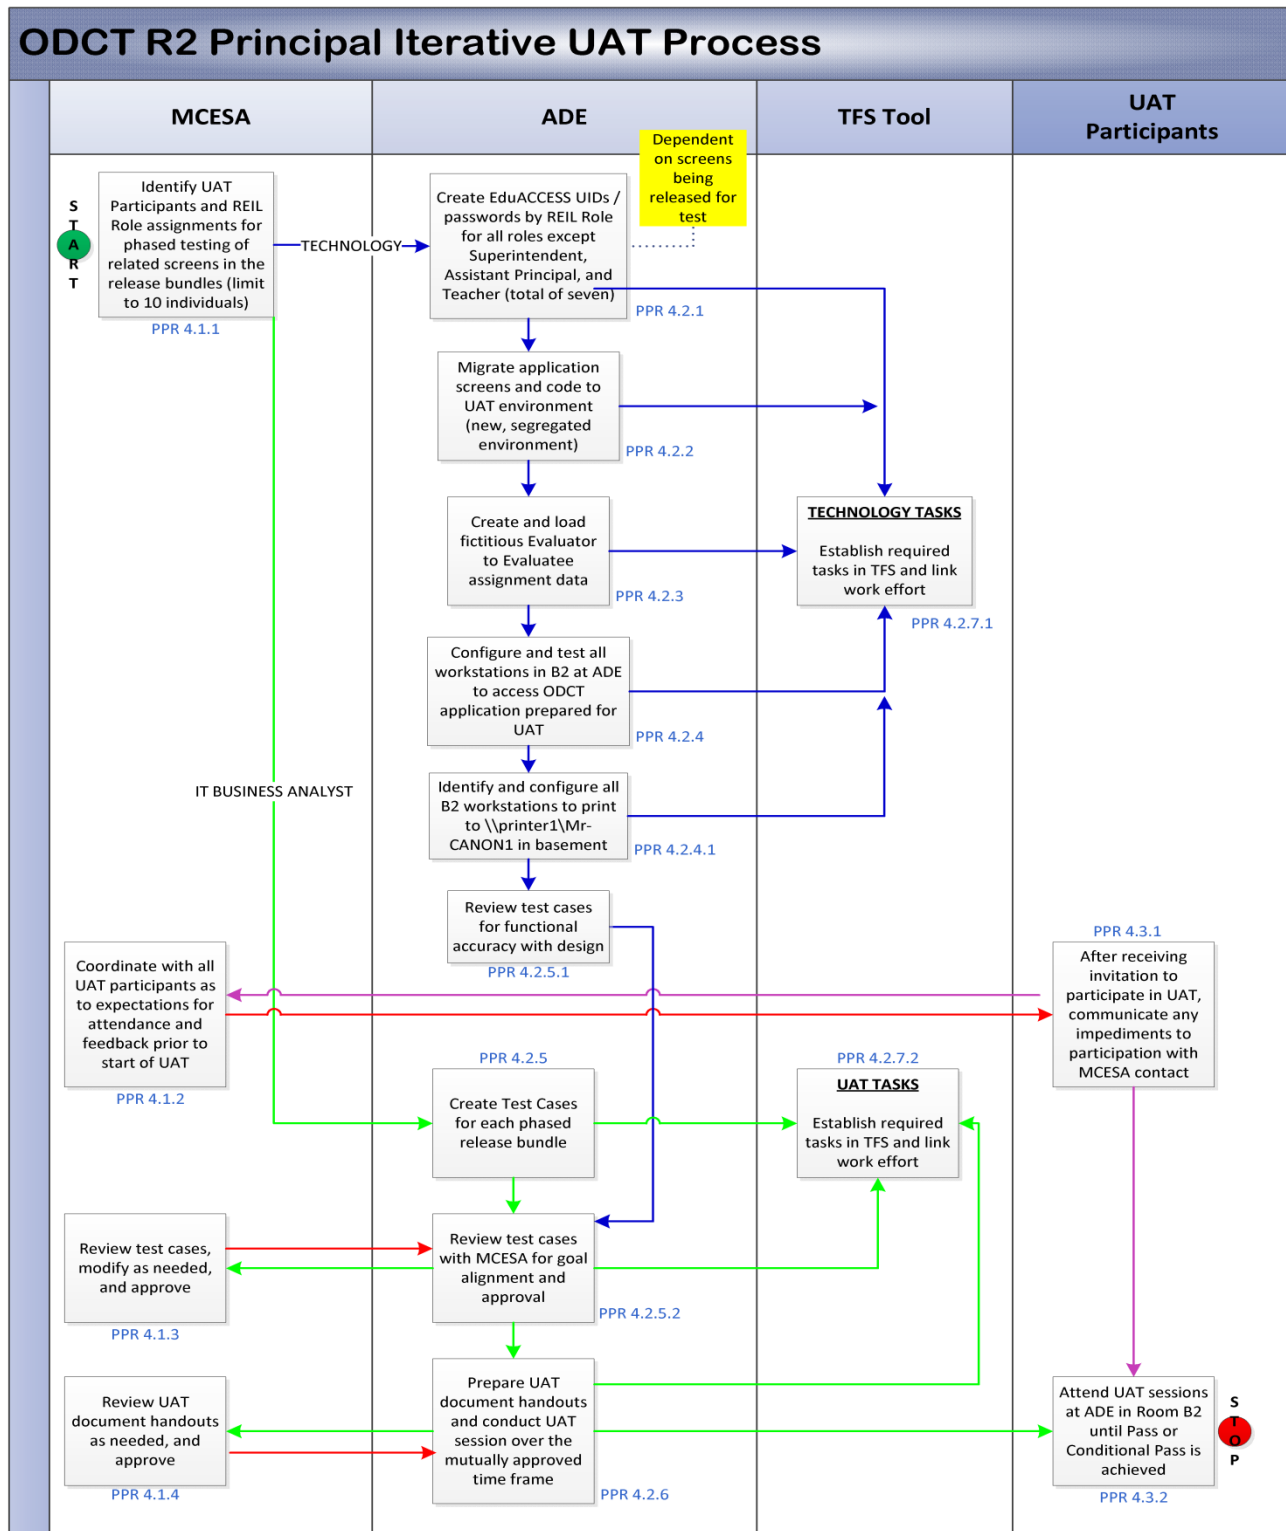 ODCT R2 Principal Iterative UAT Process
MCESA
ADE
TFS Tool
UAT
Participants
START
Identify UAT
Participants and REIL
Role assignments for
phased testing of
related screens in the
release bundles (limit
to 10 individuals)
PPR 4.1.1
TECHNOLOGY
Create EduACCESS UIDs /
passwords by REIL Role
for all roles except
Superintendent,
Assistant Principal, and
Teacher (total of seven)
PPR 4.2.1
Dependent
on screens
being
released for
test
Migrate application
screens and code to
UAT environment
(new, segregated
environment)
PPR 4.2.2
Create and load
fictitious Evaluator
to Evaluatee
assignment data
PPR 4.2.3
TECHNOLOGY TASKS
Establish required
tasks in TFS and link
work effort
PPR 4.2.7.1
Configure and test all
workstations in B2 at ADE
to access ODCT
application prepared for
UAT
PPR 4.2.4
IT BUSINESS ANALYST
Identify and configure all
B2 workstations to print
to \\printer1\Mr-
CANON1 in basement
PPR 4.2.4.1
Review test cases
for functional
accuracy with design
PPR 4.2.5.1
Coordinate with all
UAT participants as
to expectations for
attendance and
feedback prior to
start of UAT
PPR 4.1.2
PPR 4.3.1
After receiving
invitation to
participate in UAT,
communicate any
impediments to
participation with
MCESA contact
PPR 4.2.5
Create Test Cases
for each phased
release bundle
PPR 4.2.7.2
UAT TASKS
Establish required
tasks in TFS and link
work effort
Review test cases,
modify as needed,
and approve
PPR 4.1.3
Review test cases
with MCESA for goal
alignment and
approval
PPR 4.2.5.2
Review UAT
document handouts
as needed, and
approve
PPR 4.1.4
Prepare UAT
document handouts
and conduct UAT
session over the
mutually approved
time frame
PPR 4.2.6
Attend UAT sessions
at ADE in Room B2
until Pass or
Conditional Pass is
achieved
PPR 4.3.2
STOP